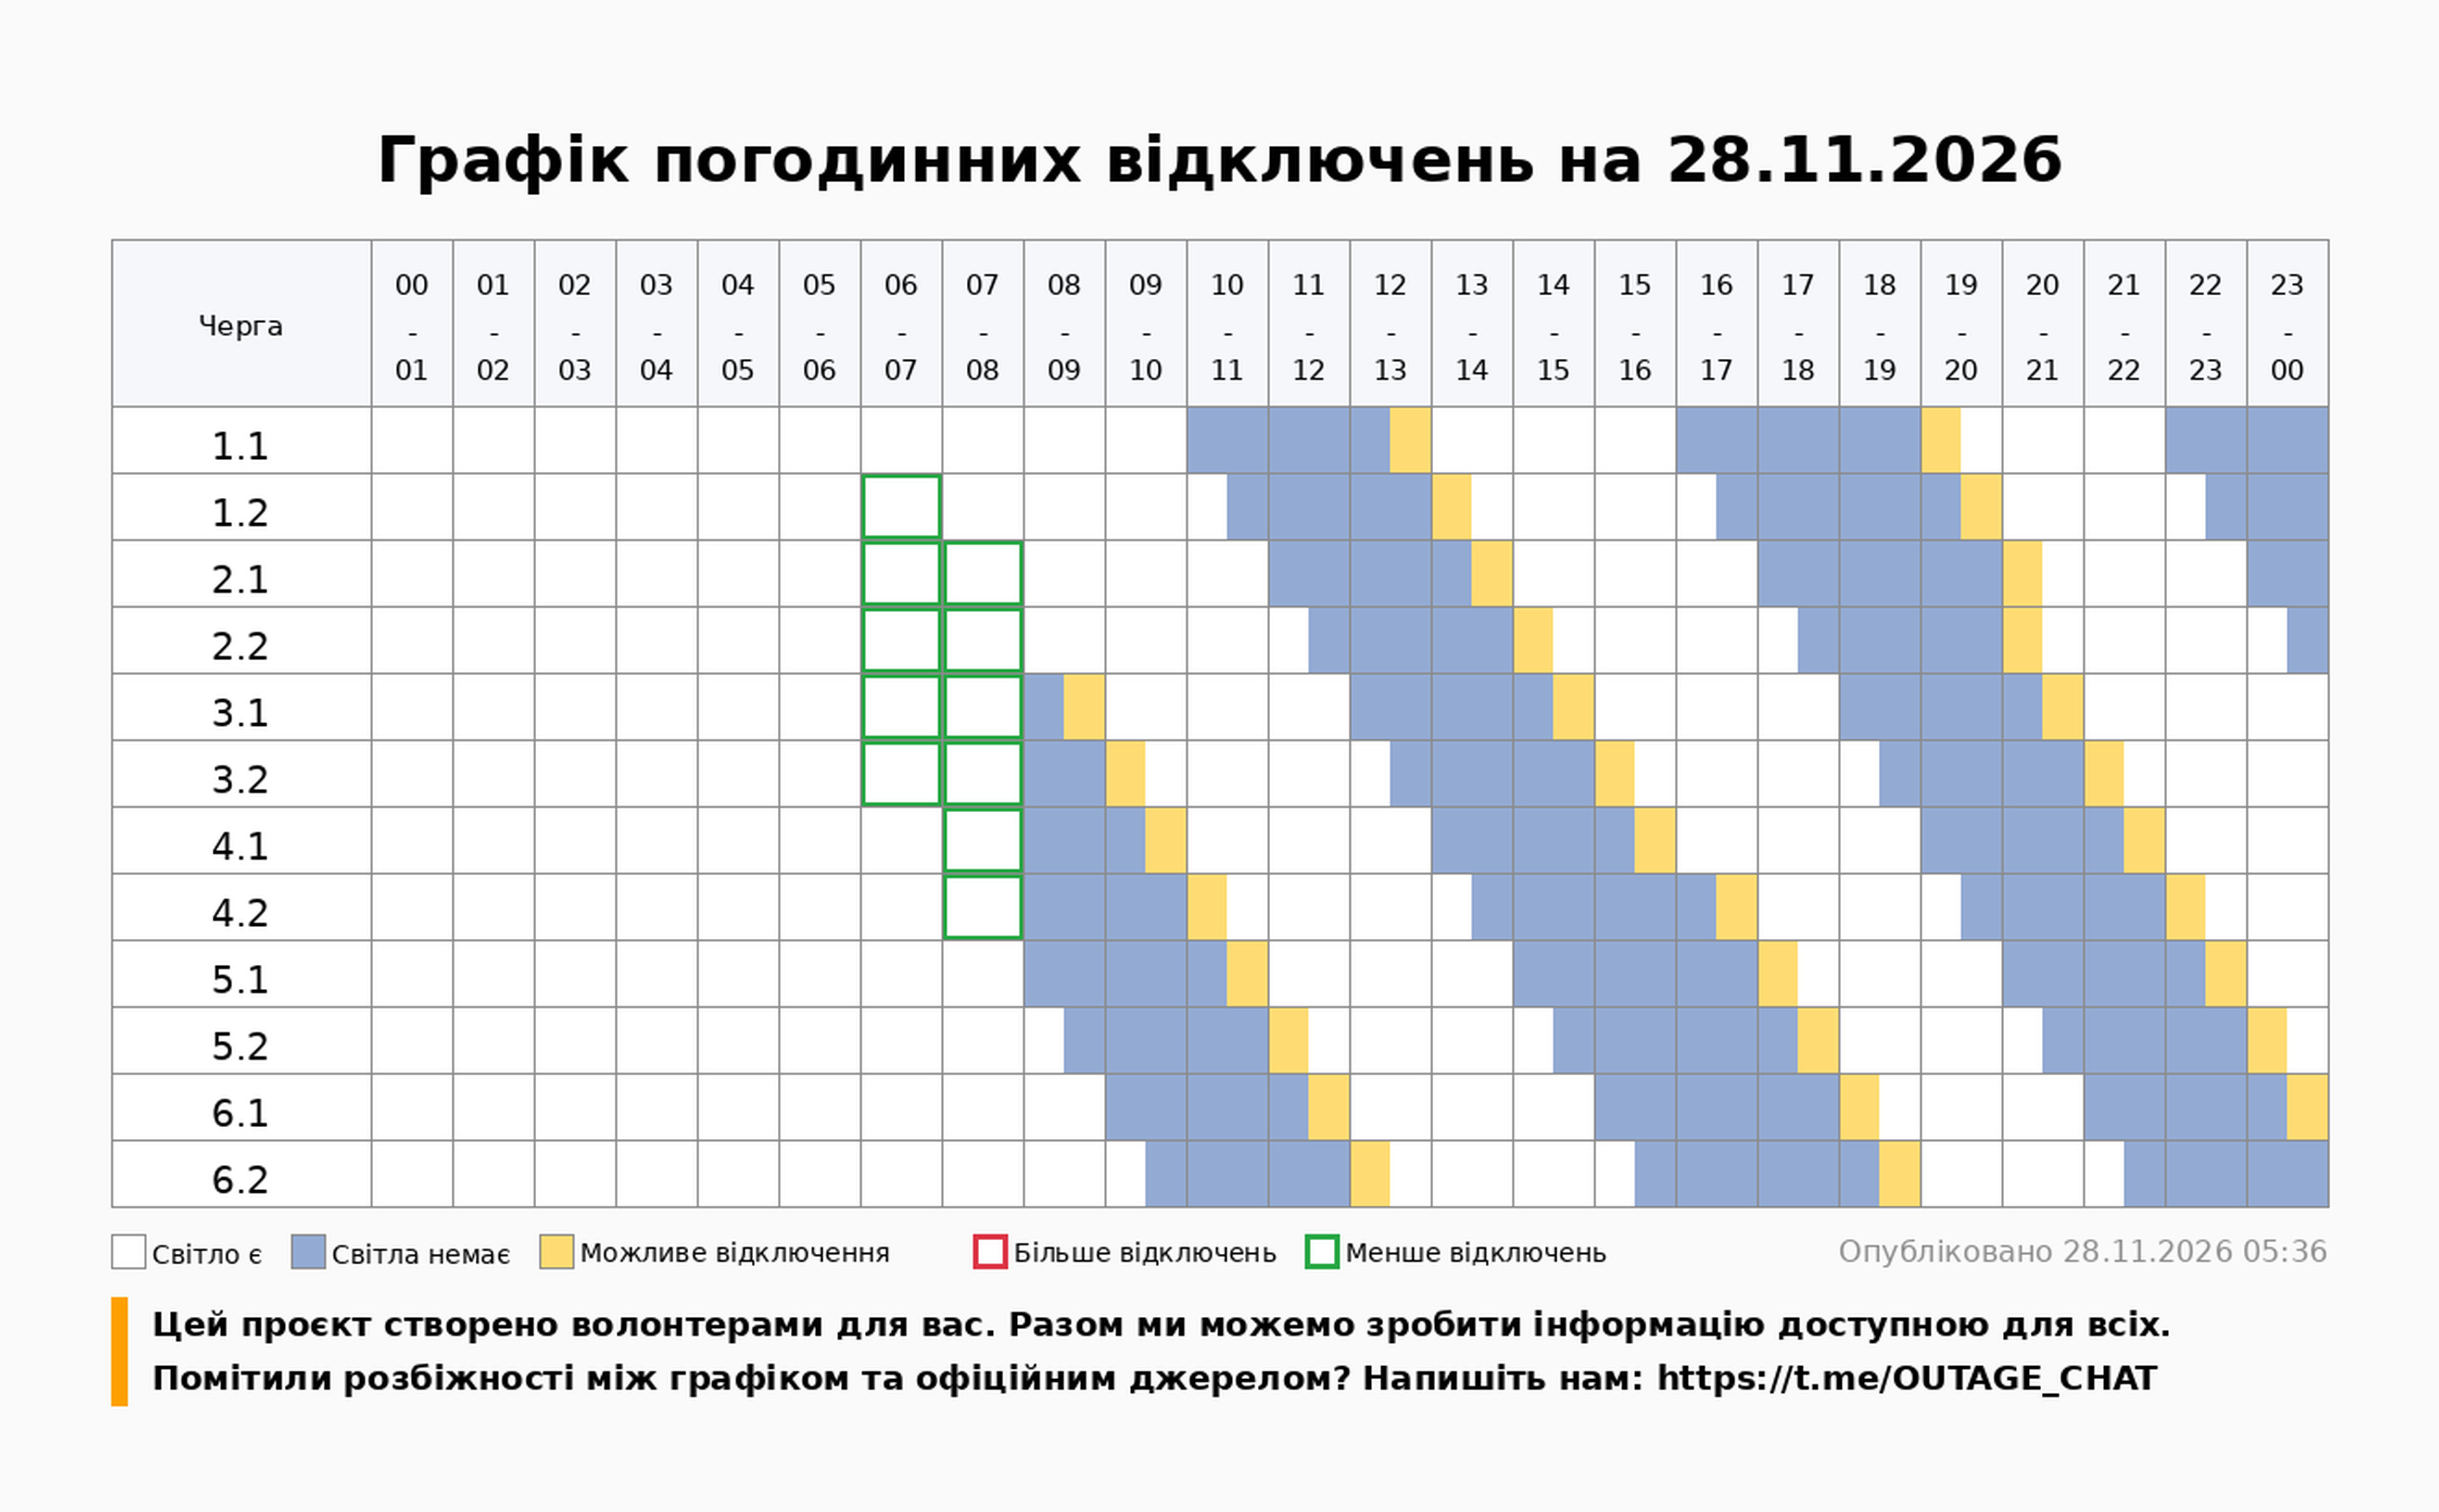 Графік погодинних відключень на 28.11.2026
Черга 00 - 01 01 - 02 02 - 03 03 - 04 04 - 05 05 - 06 06 - 07 07 - 08 08 - 09 09 - 10 10 - 11 11 - 12 12 - 13 13 - 14 14 - 15 15 - 16 16 - 17 17 - 18 18 - 19 19 - 20 20 - 21 21 - 22 22 - 23 23 - 00
1.1
1.2
2.1
2.2
3.1
3.2
4.1
4.2
5.1
5.2
6.1
6.2
Світло є Світла немає Можливе відключення Більше відключень Менше відключень Опубліковано 28.11.2026 05:36
Цей проєкт створено волонтерами для вас. Разом ми можемо зробити інформацію доступною для всіх.
Помітили розбіжності між графіком та офіційним джерелом? Напишіть нам: https://t.me/OUTAGE_CHAT